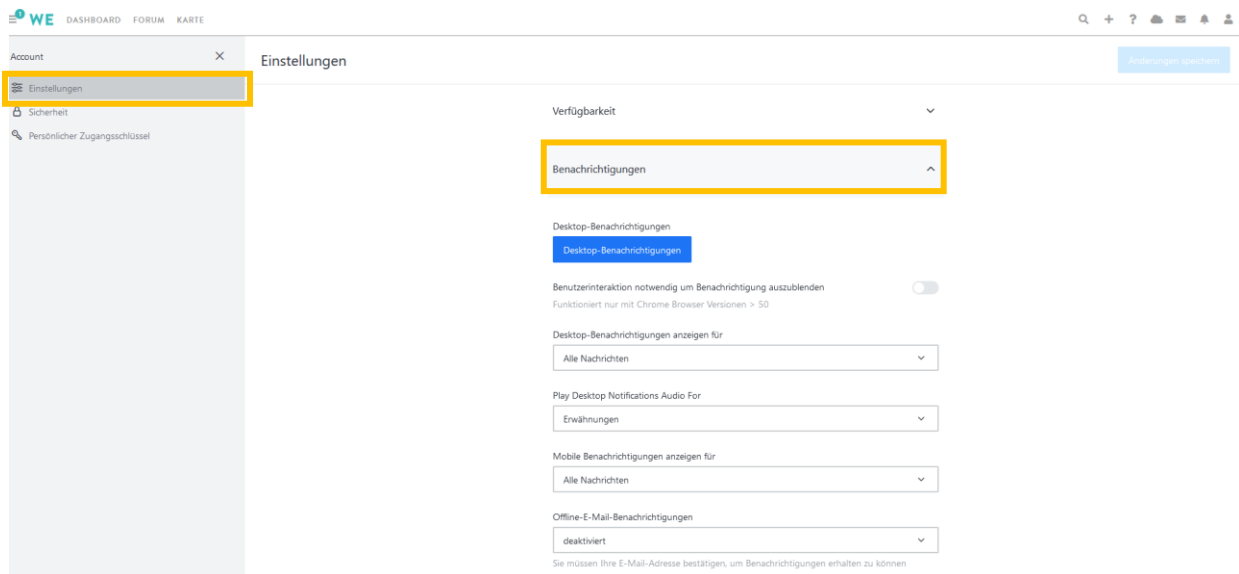 1 WE DASHBOARD FORUM KARTE
Account
Einstellungen
Sicherheit
Persönlicher Zugangsschlüssel
Einstellungen
Änderungen speichern
Verfügbarkeit
Benachrichtigungen
Desktop-Benachrichtigungen
Desktop-Benachrichtigungen
Benutzerinteraktion notwendig um Benachrichtigung auszublenden
Funktioniert nur mit Chrome Browser Versionen > 50
Desktop-Benachrichtigungen anzeigen für
Alle Nachrichten
Play Desktop Notifications Audio For
Erwähnungen
Mobile Benachrichtigungen anzeigen für
Alle Nachrichten
Offline-E-Mail-Benachrichtigungen
deaktiviert
Sie müssen Ihre E-Mail-Adresse bestätigen, um Benachrichtigungen erhalten zu können